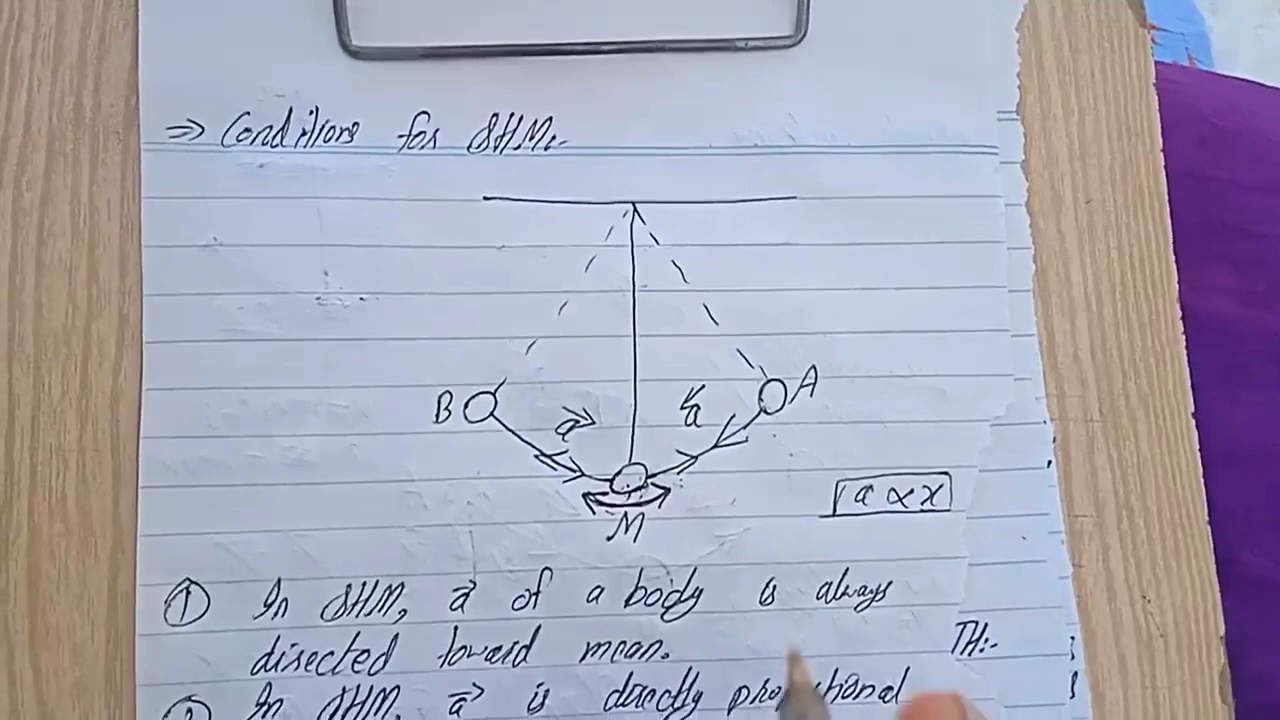 ⇒ Conditions for SHM:-
B
a
a
A
M
a ∝ x
① In SHM, a⃗ of a body is always
directed toward mean.
TH:-
② In SHM, a⃗ is directly proportional